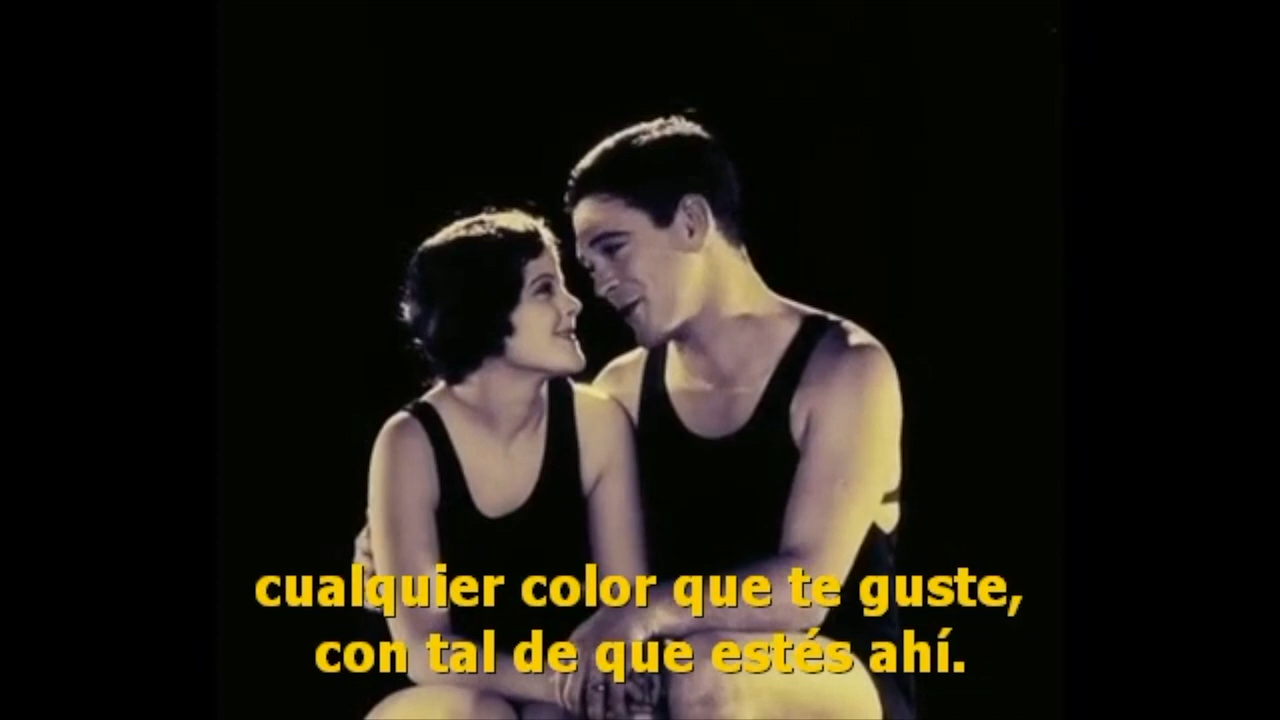 cualquier color que te guste,
con tal de que estés ahí.